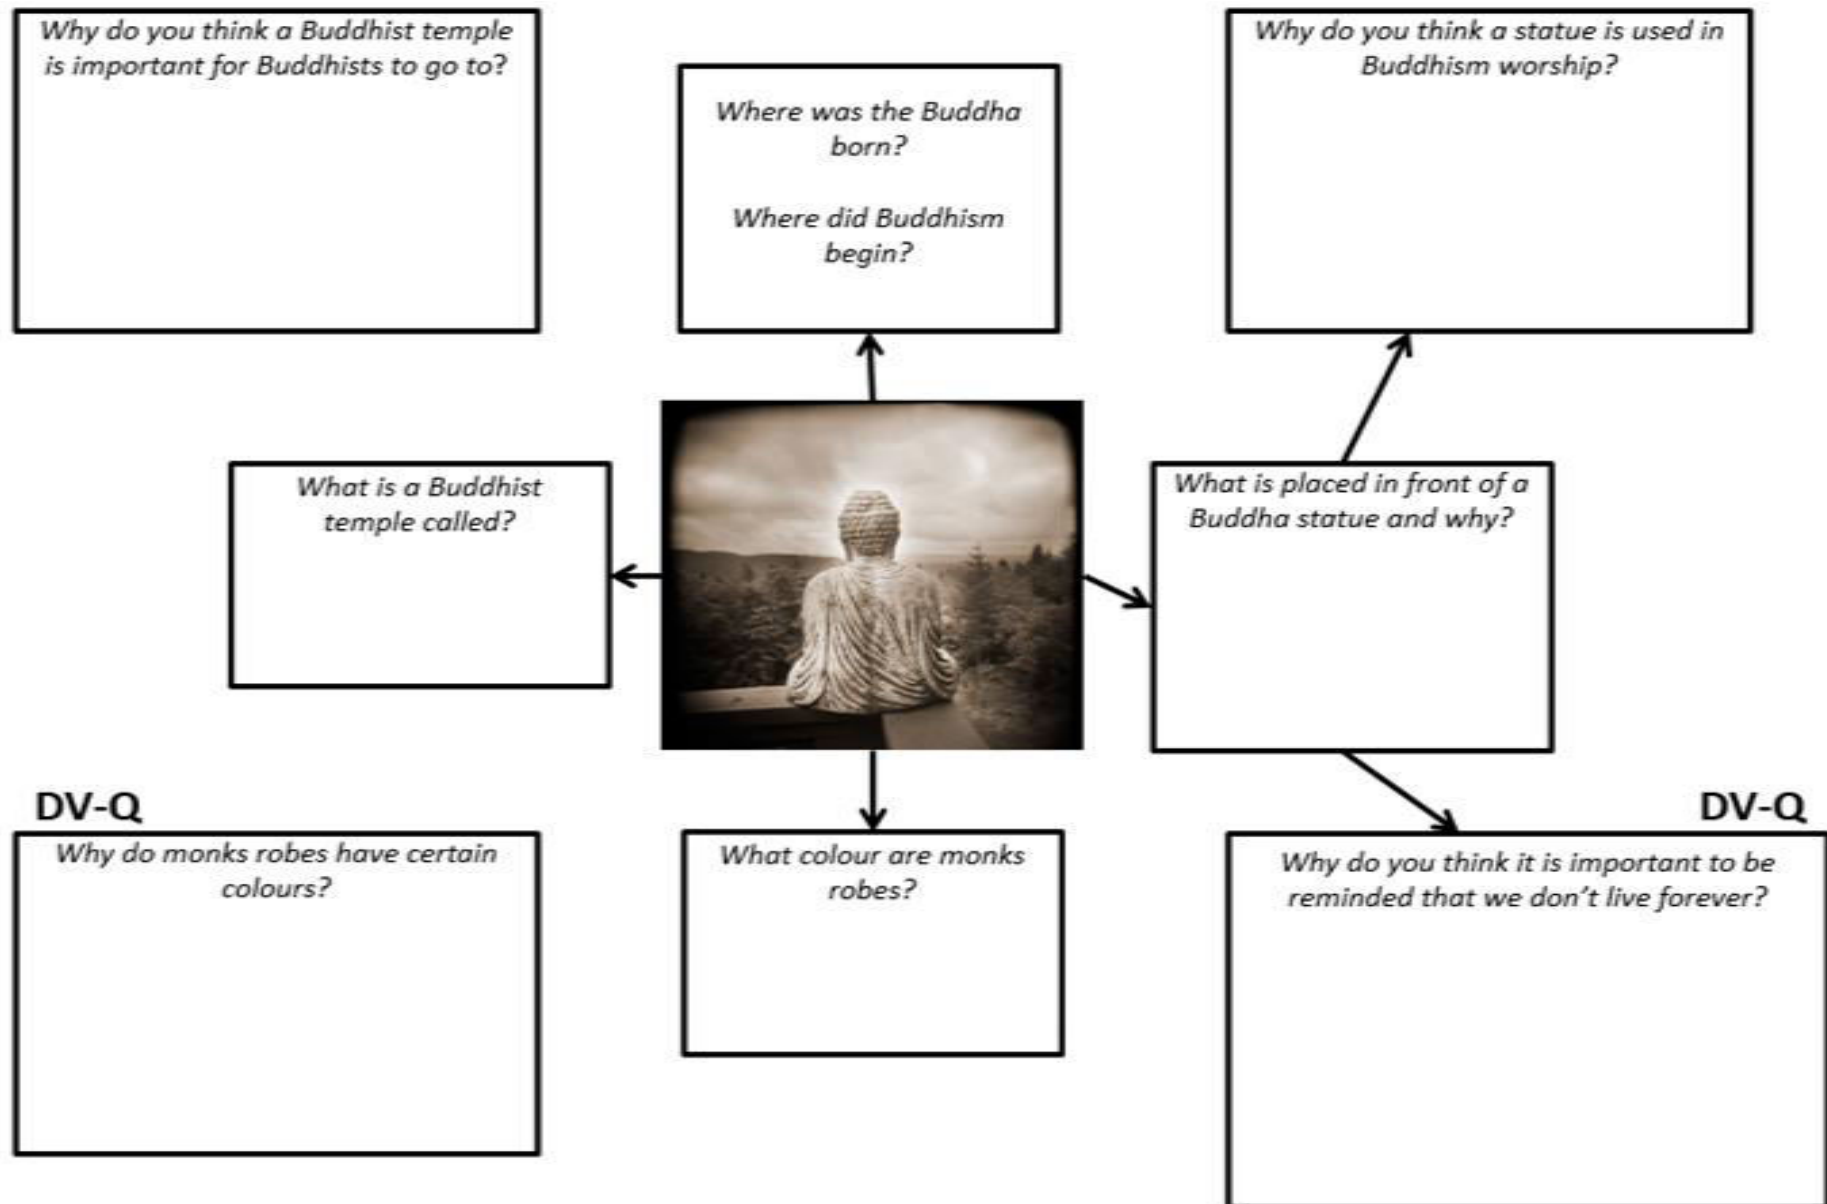 Why do you think a Buddhist temple
is important for Buddhists to go to?
Where was the Buddha
born?
Where did Buddhism
begin?
Why do you think a statue is used in
Buddhism worship?
What is a Buddhist
temple called?
What is placed in front of a
Buddha statue and why?
DV-Q
Why do monks robes have certain
colours?
What colour are monks
robes?
DV-Q
Why do you think it is important to be
reminded that we don't live forever?